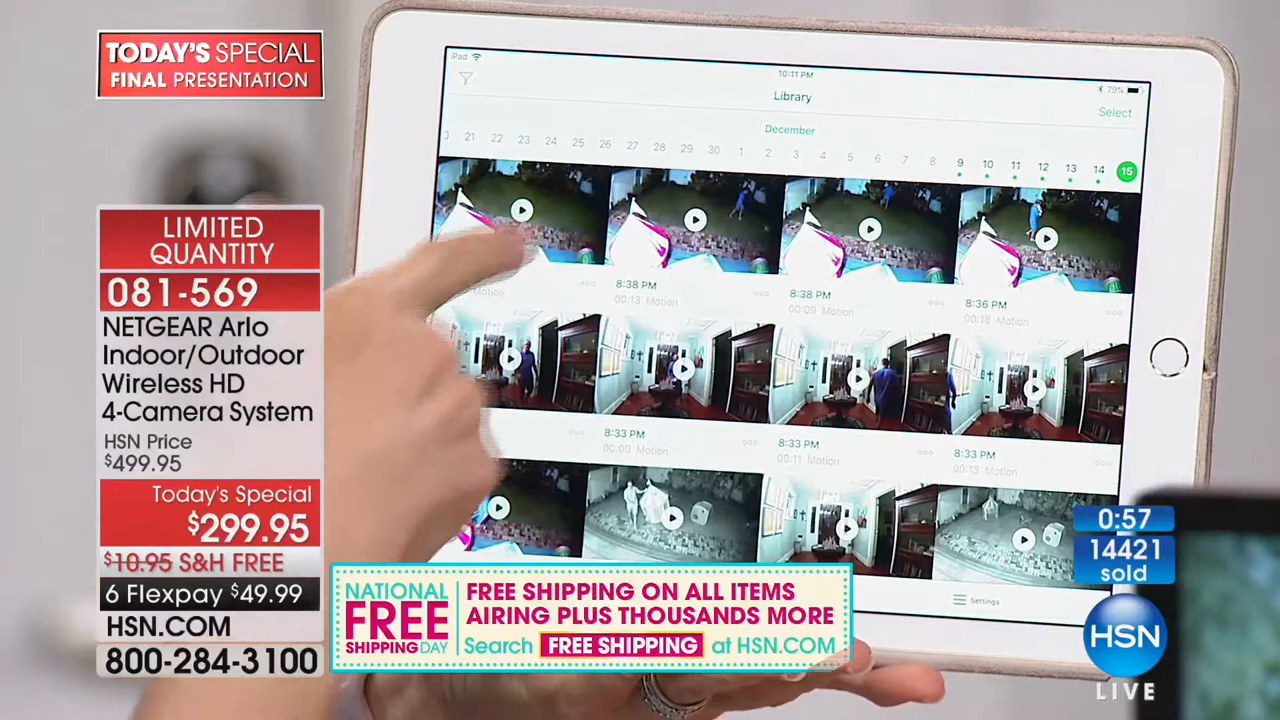 TODAY'S SPECIAL
FINAL PRESENTATION
LIMITED
QUANTITY
081-569
NETGEAR Arlo
Indoor/Outdoor
Wireless HD
4-Camera System
HSN Price
$499.95
Today's Special
$299.95
$10.95 S&H FREE
6 Flexpay $49.99
HSN.COM
800-284-3100
iPad
10:11 PM
79%
Library
Select
December
21 22 23 24 25 26 27 28 29 30 1 2 3 4 5 6 7 8 9 10 11 12 13 14 15
Motion
8:38 PM
00:13 Motion
8:38 PM
00:09 Motion
8:36 PM
00:18 Motion
8:33 PM
00:09 Motion
8:33 PM
00:11 Motion
8:33 PM
00:13 Motion
Settings
NATIONAL
FREE
SHIPPING DAY
FREE SHIPPING ON ALL ITEMS
AIRING PLUS THOUSANDS MORE
Search FREE SHIPPING at HSN.COM
0:57
14421
sold
HSN
LIVE